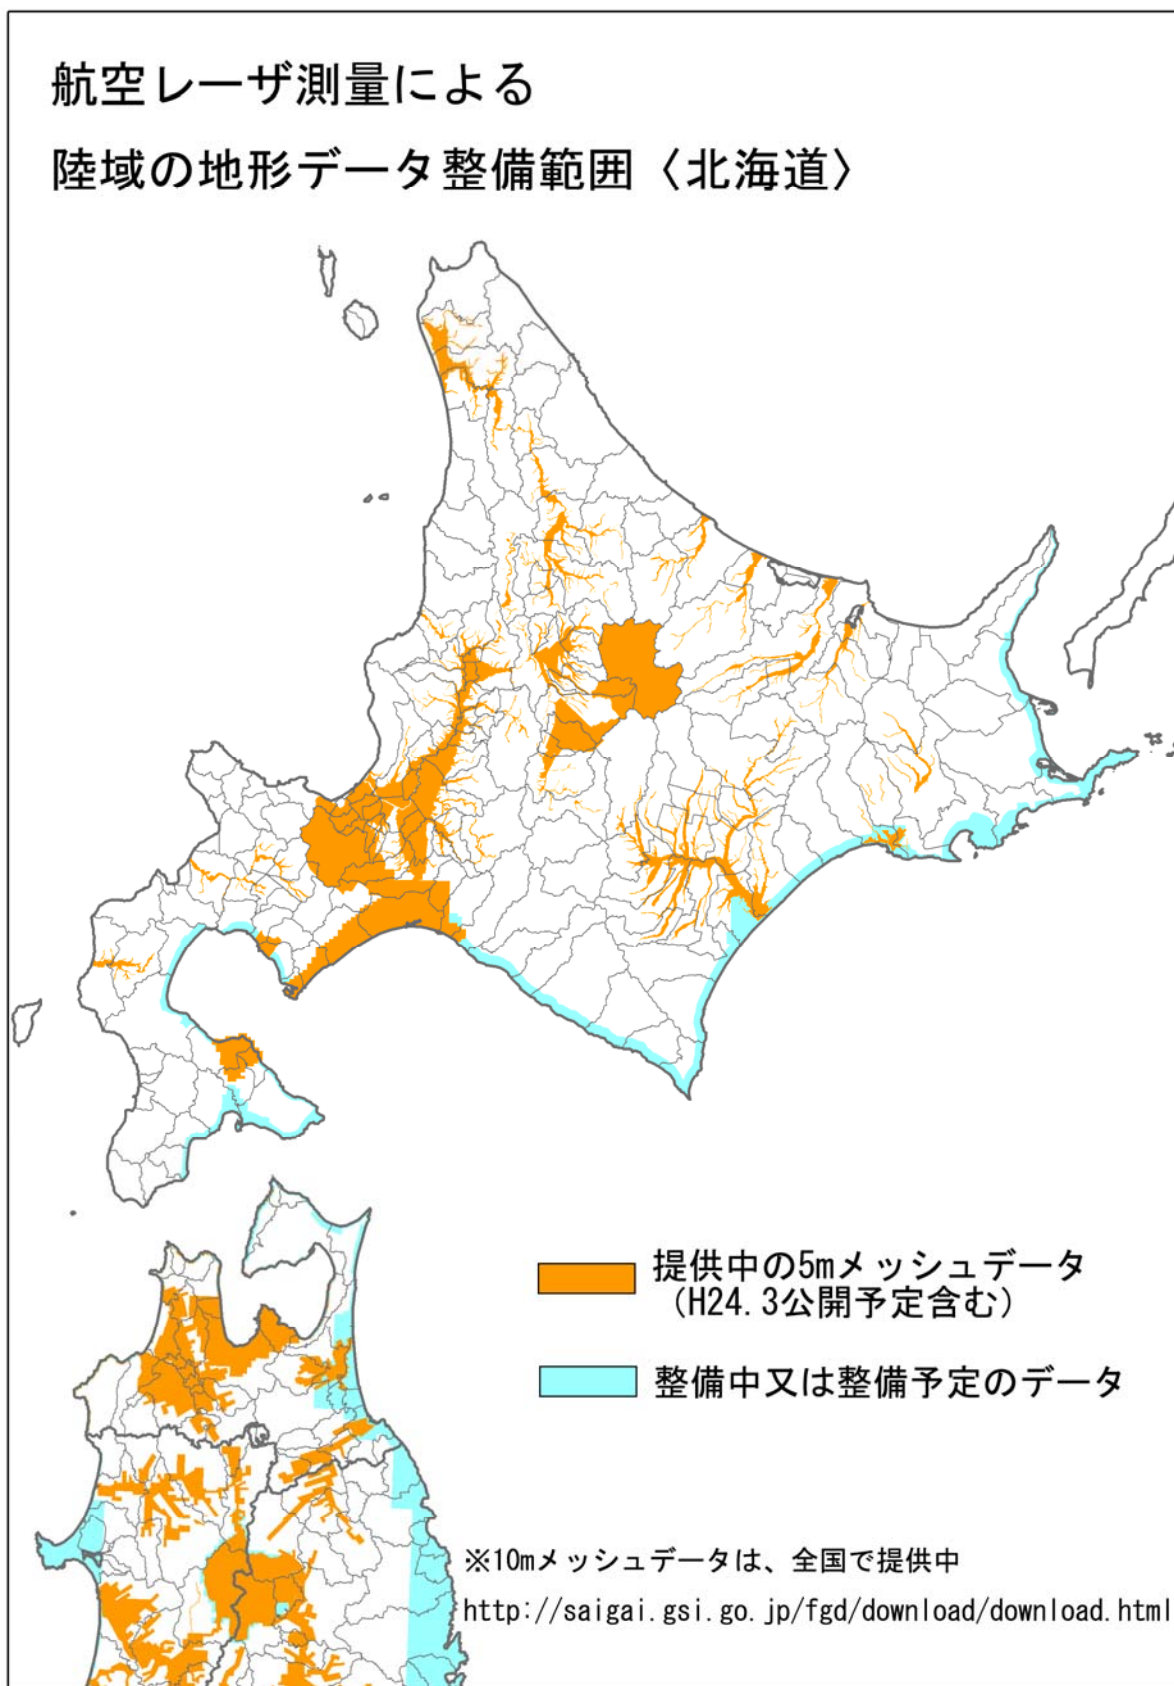 航空レーザ測量による
陸域の地形データ整備範囲〈北海道〉
提供中の5mメッシュデータ
（H24.3公開予定含む）
整備中又は整備予定のデータ
※10mメッシュデータは、全国で提供中
http://saigai.gsi.go.jp/fgd/download/download.html